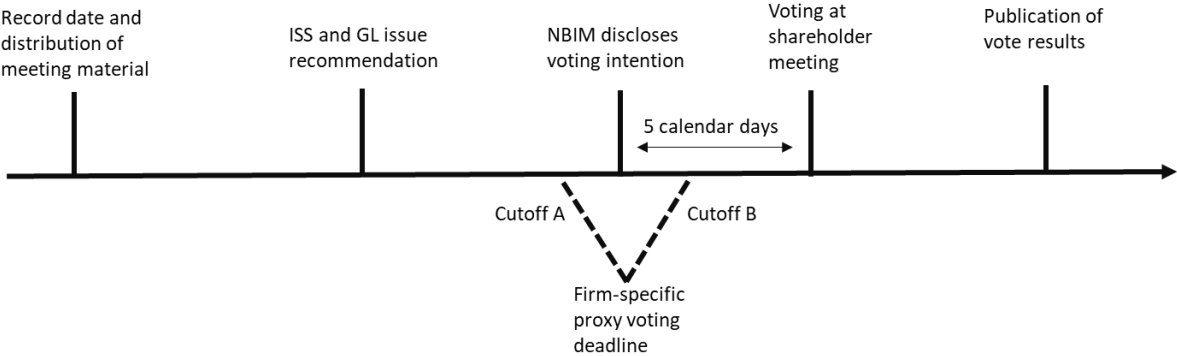 Record date and
distribution of
meeting material
ISS and GL issue
recommendation
NBIM discloses
voting intention
Voting at
shareholder
meeting
Publication of
vote results
5 calendar days
Cutoff A
Cutoff B
Firm-specific
proxy voting
deadline